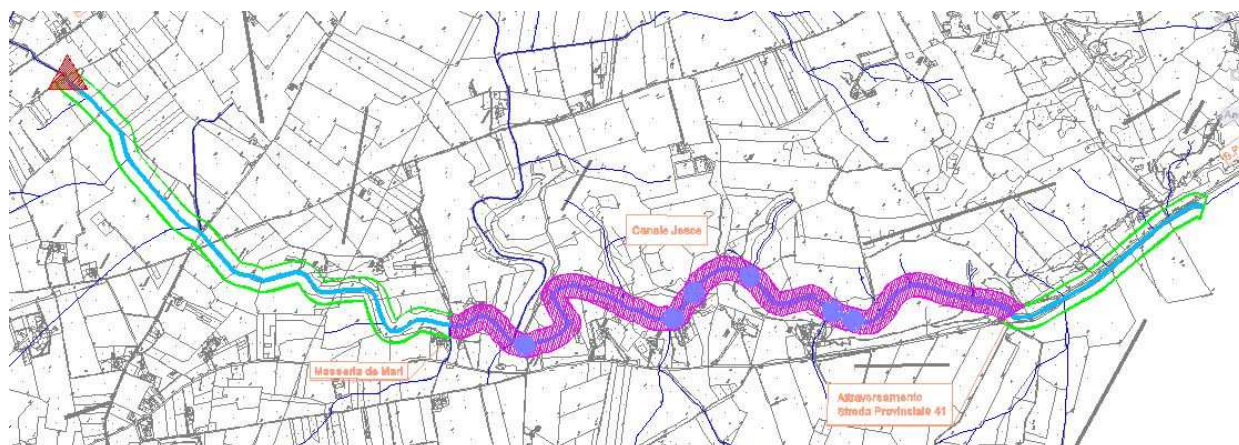 Canale Jesce
Masseria de Mari
Attraversamento
Strada Provinciale 41